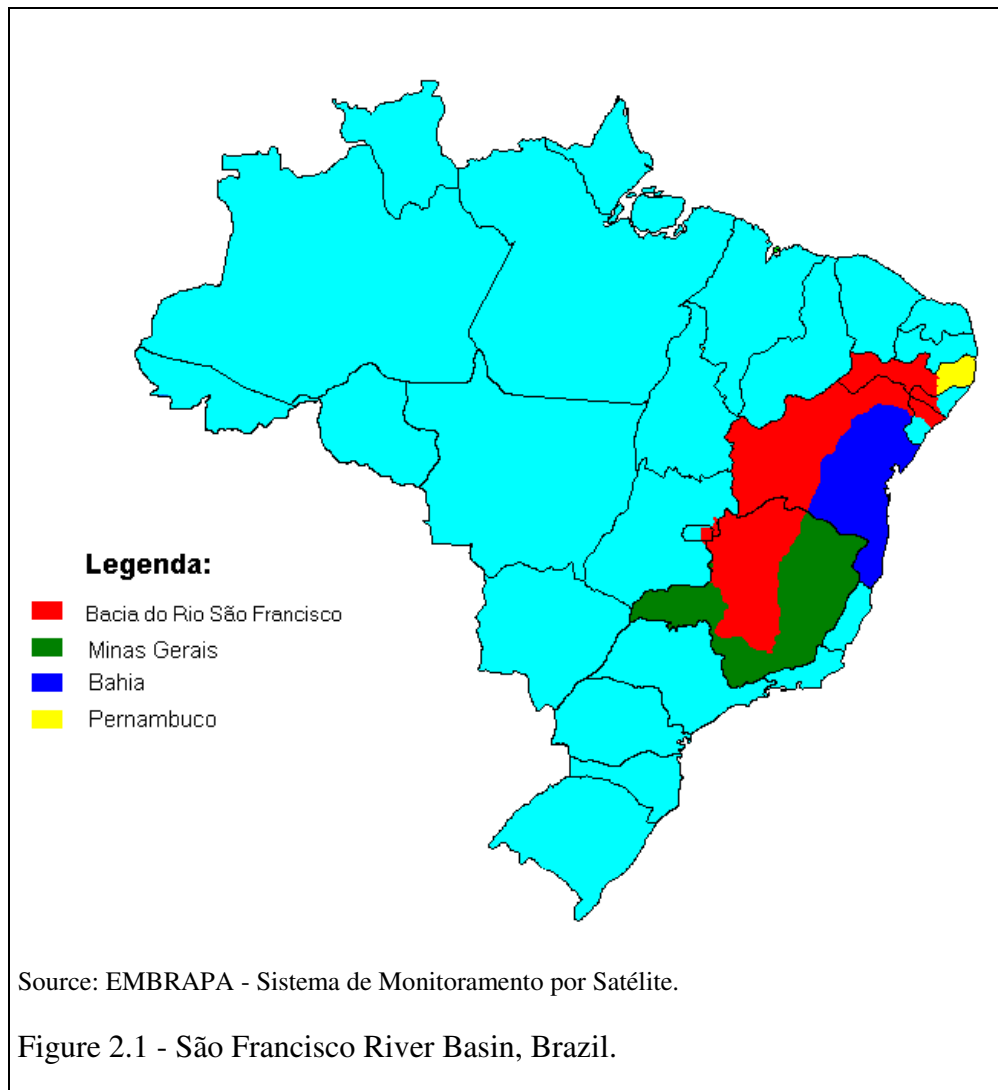 Legenda:
Bacia do Rio São Francisco
Minas Gerais
Bahia
Pernambuco
Source: EMBRAPA - Sistema de Monitoramento por Satélite.
Figure 2.1 - São Francisco River Basin, Brazil.